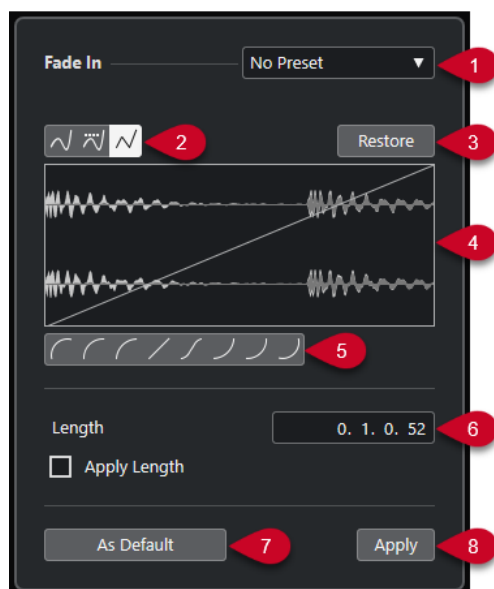 Fade In No Preset 1
2 Restore 3
4
5
Length 0. 1. 0. 52 6
Apply Length
As Default 7 Apply 8